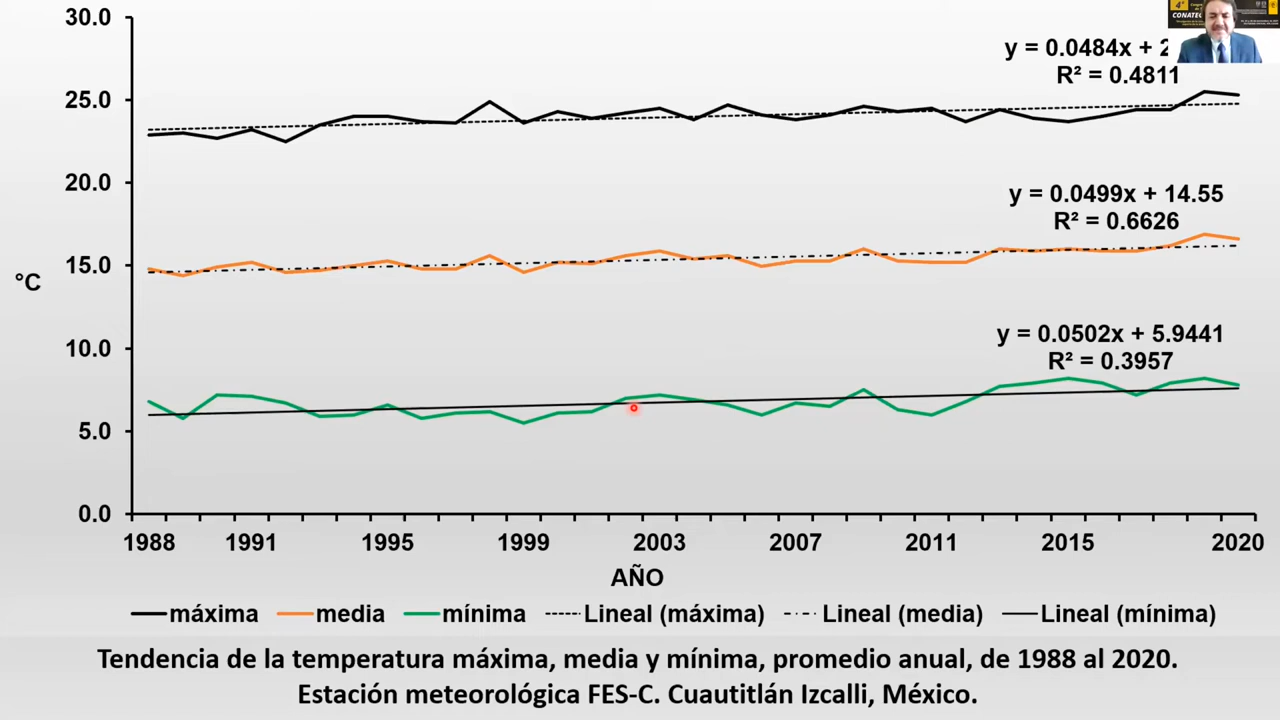 30.0
25.0
20.0
15.0
10.0
5.0
0.0
°C
y = 0.0484x + 2
R² = 0.4811
y = 0.0499x + 14.55
R² = 0.6626
y = 0.0502x + 5.9441
R² = 0.3957
1988 1991 1995 1999 2003 2007 2011 2015 2020
AÑO
máxima media mínima Lineal (máxima) Lineal (media) Lineal (mínima)
Tendencia de la temperatura máxima, media y mínima, promedio anual, de 1988 al 2020.
Estación meteorológica FES-C. Cuautitlán Izcalli, México.
4°